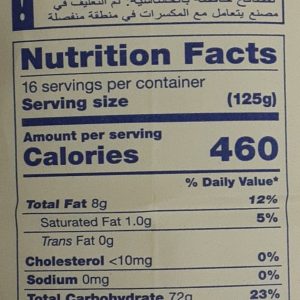 مصنع يتعامل مع المكسرات في منطقة منفصلة
Nutrition Facts
16 servings per container
Serving size (125g)
Amount per serving
Calories 460
% Daily Value*
Total Fat 8g 12%
Saturated Fat 1.0g 5%
Trans Fat 0g
Cholesterol <10mg 0%
Sodium 0mg 0%
Total Carbohydrate 72g 23%